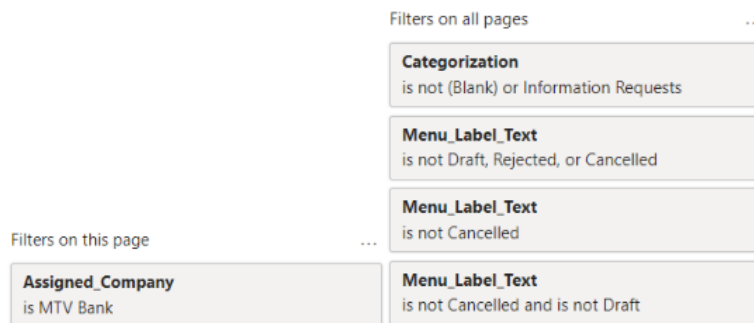 Filters on all pages
Categorization
is not (Blank) or Information Requests
Menu_Label_Text
is not Draft, Rejected, or Cancelled
Menu_Label_Text
is not Cancelled
Menu_Label_Text
is not Cancelled and is not Draft
Filters on this page ...
Assigned_Company
is MTV Bank